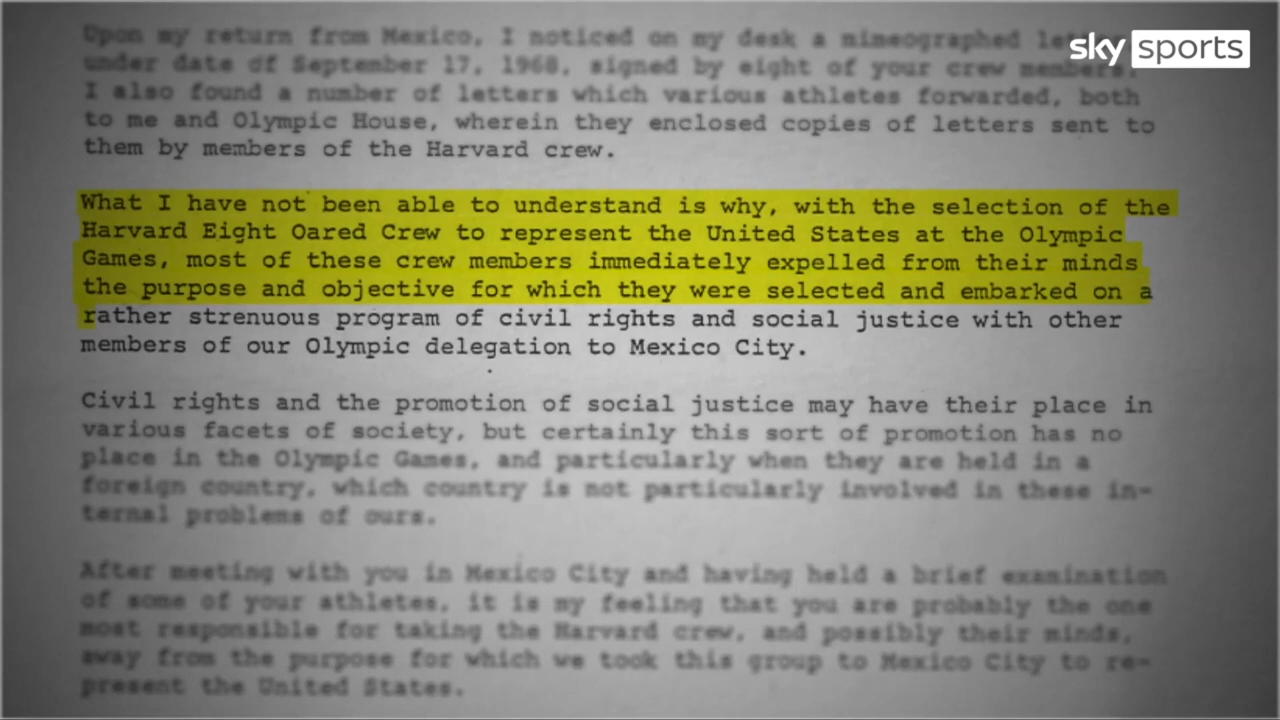 Upon my return from Mexico, I noticed on my desk a mimeographed
sky sports
under date of September 17, 1968, signed by eight of your crew members.
I also found a number of letters which various athletes forwarded, both
to me and Olympic House, wherein they enclosed copies of letters sent to
them by members of the Harvard crew.
What I have not been able to understand is why, with the selection of the
Harvard Eight Oared Crew to represent the United States at the Olympic
Games, most of these crew members immediately expelled from their minds
the purpose and objective for which they were selected and embarked on a
rather strenuous program of civil rights and social justice with other
members of our Olympic delegation to Mexico City.
Civil rights and the promotion of social justice may have their place in
various facets of society, but certainly this sort of promotion has no
place in the Olympic Games, and particularly when they are held in a
foreign country, which country is not particularly involved in these in-
ternal problems of ours.
After meeting with you in Mexico City and having held a brief examination
of some of your athletes, it is my feeling that you are probably the one
most responsible for taking the Harvard crew, and possibly their minds,
away from the purpose for which we took this group to Mexico City to re-
present the United States.